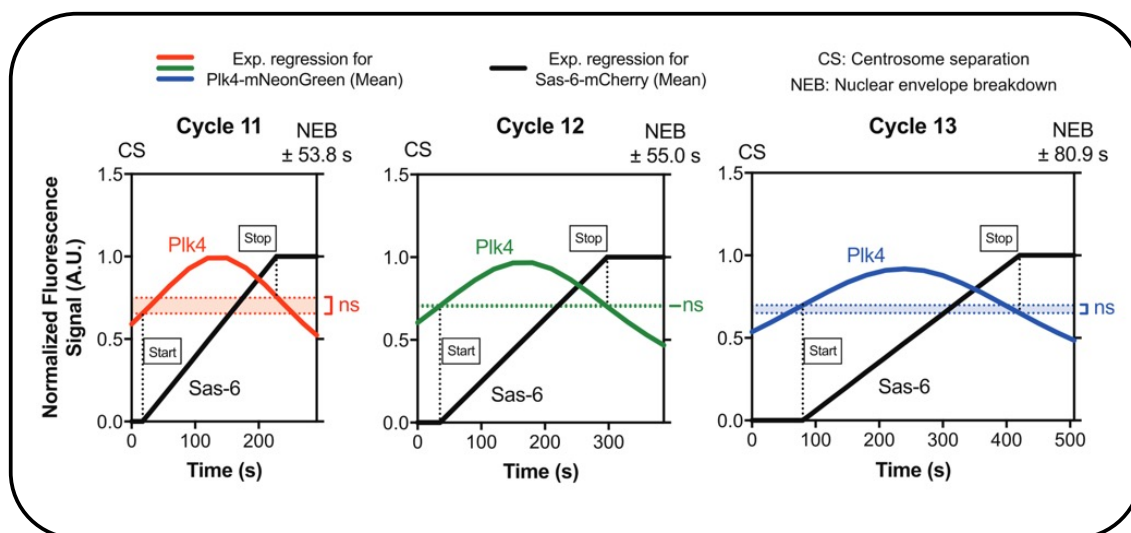 Exp. regression for
Plk4-mNeonGreen (Mean)
Exp. regression for
Sas-6-mCherry (Mean)
CS: Centrosome separation
NEB: Nuclear envelope breakdown
Normalized Fluorescence
Signal (A.U.)
Cycle 11
CS
NEB
± 53.8 s
1.5
1.0
0.5
0.0
Plk4
Stop
ns
Start
Sas-6
0 100 200
Time (s)
Cycle 12
CS
NEB
± 55.0 s
1.5
1.0
0.5
0.0
Plk4
Stop
ns
Start
Sas-6
0 100 200 300
Time (s)
Cycle 13
CS
NEB
± 80.9 s
1.5
1.0
0.5
0.0
Plk4
Stop
ns
Start
Sas-6
0 100 200 300 400 500
Time (s)